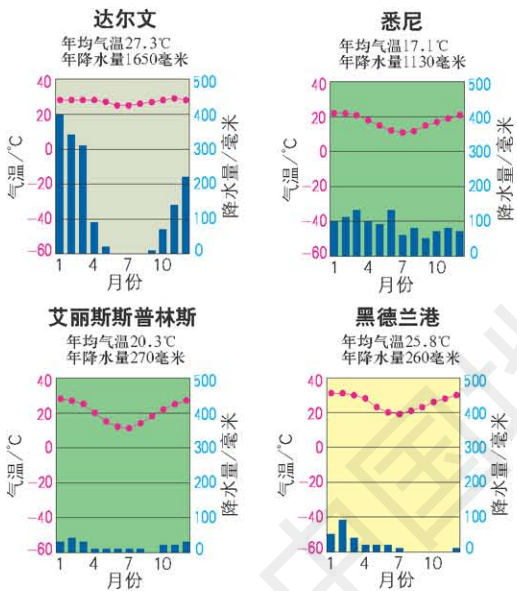 达尔文
年均气温27.3℃
年降水量1650毫米
气温/℃
40
20
0
-20
-40
-60
500
400
300
200
100
0
降水量/毫米
1 4 7 10
月份
悉尼
年均气温17.1℃
年降水量1130毫米
气温/℃
40
20
0
-20
-40
-60
500
400
300
200
100
0
降水量/毫米
1 4 7 10
月份
艾丽斯斯普林斯
年均气温20.3℃
年降水量270毫米
气温/℃
40
20
0
-20
-40
-60
500
400
300
200
100
0
降水量/毫米
1 4 7 10
月份
黑德兰港
年均气温25.8℃
年降水量260毫米
气温/℃
40
20
0
-20
-40
-60
500
400
300
200
100
0
降水量/毫米
1 4 7 10
月份
中国